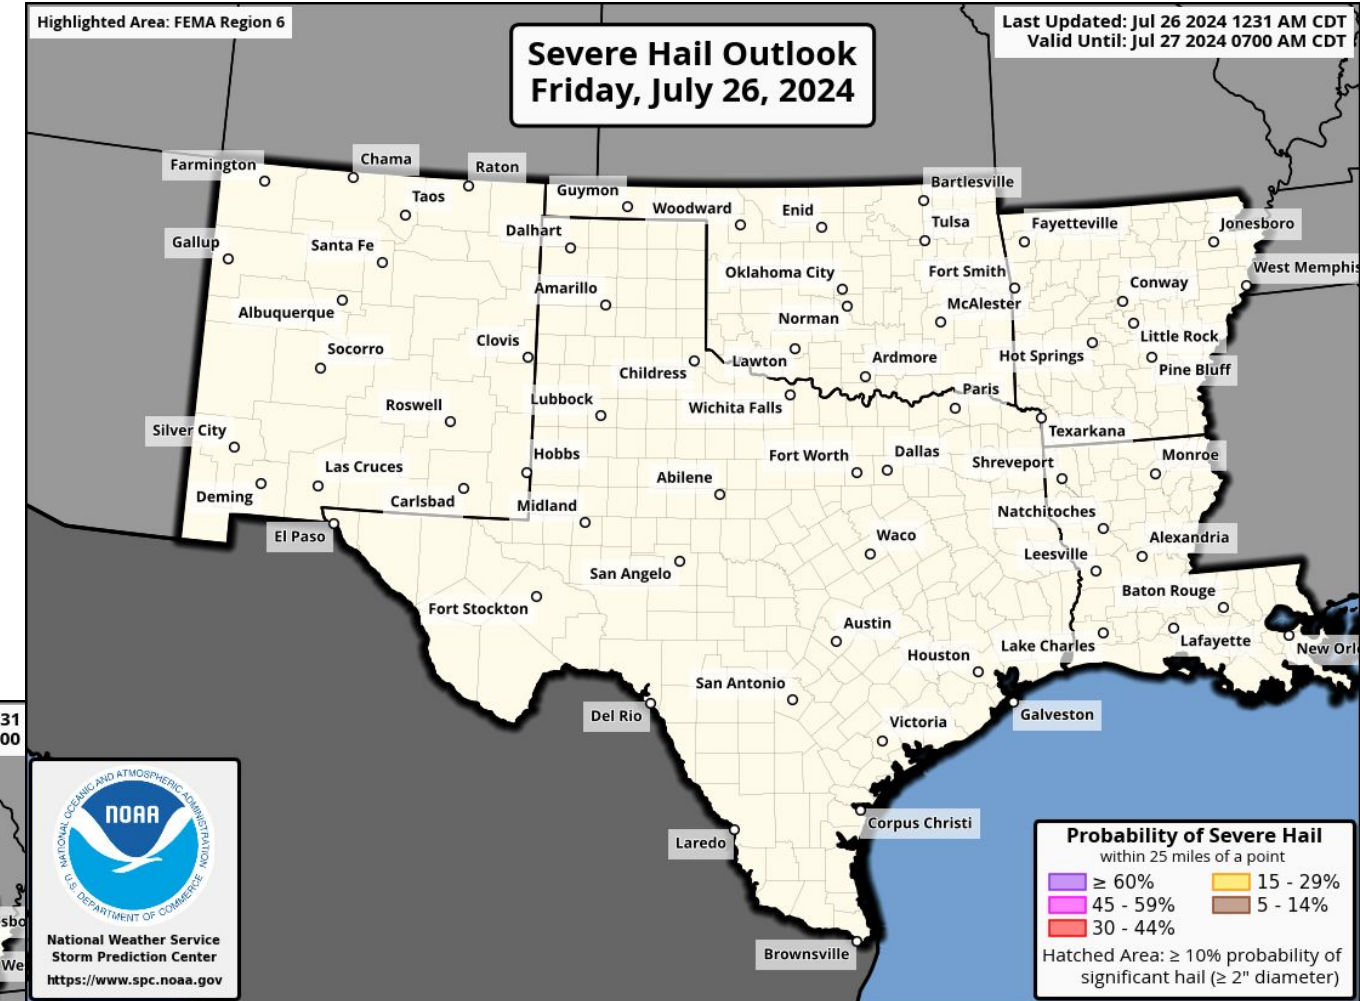 Highlighted Area: FEMA Region 6
Severe Hail Outlook
Friday, July 26, 2024
Last Updated: Jul 26 2024 1231 AM CDT
Valid Until: Jul 27 2024 0700 AM CDT
Farmington
Chama
Raton
Taos
Guymon
Woodward
Enid
Bartlesville
Gallup
Santa Fe
Dalhart
Tulsa
Fayetteville
Jonesboro
Albuquerque
Amarillo
Oklahoma City
Fort Smith
Conway
West Memphis
Norman
McAlester
Little Rock
Socorro
Clovis
Childress
Lawton
Ardmore
Hot Springs
Pine Bluff
Roswell
Lubbock
Wichita Falls
Paris
Texarkana
Silver City
Las Cruces
Hobbs
Abilene
Fort Worth
Dallas
Shreveport
Monroe
Deming
Carlsbad
Midland
Natchitoches
El Paso
San Angelo
Waco
Leesville
Alexandria
Fort Stockton
Baton Rouge
Austin
Lake Charles
Lafayette
New Orl
Houston
San Antonio
Del Rio
Victoria
Galveston
Laredo
Corpus Christi
Brownsville
31
00
sbo
We
NOAA
NATIONAL OCEANIC AND ATMOSPHERIC ADMINISTRATION
U.S. DEPARTMENT OF COMMERCE
National Weather Service
Storm Prediction Center
https://www.spc.noaa.gov
Probability of Severe Hail
within 25 miles of a point
≥ 60%
15 - 29%
45 - 59%
5 - 14%
30 - 44%
Hatched Area: ≥ 10% probability of
significant hail (≥ 2" diameter)